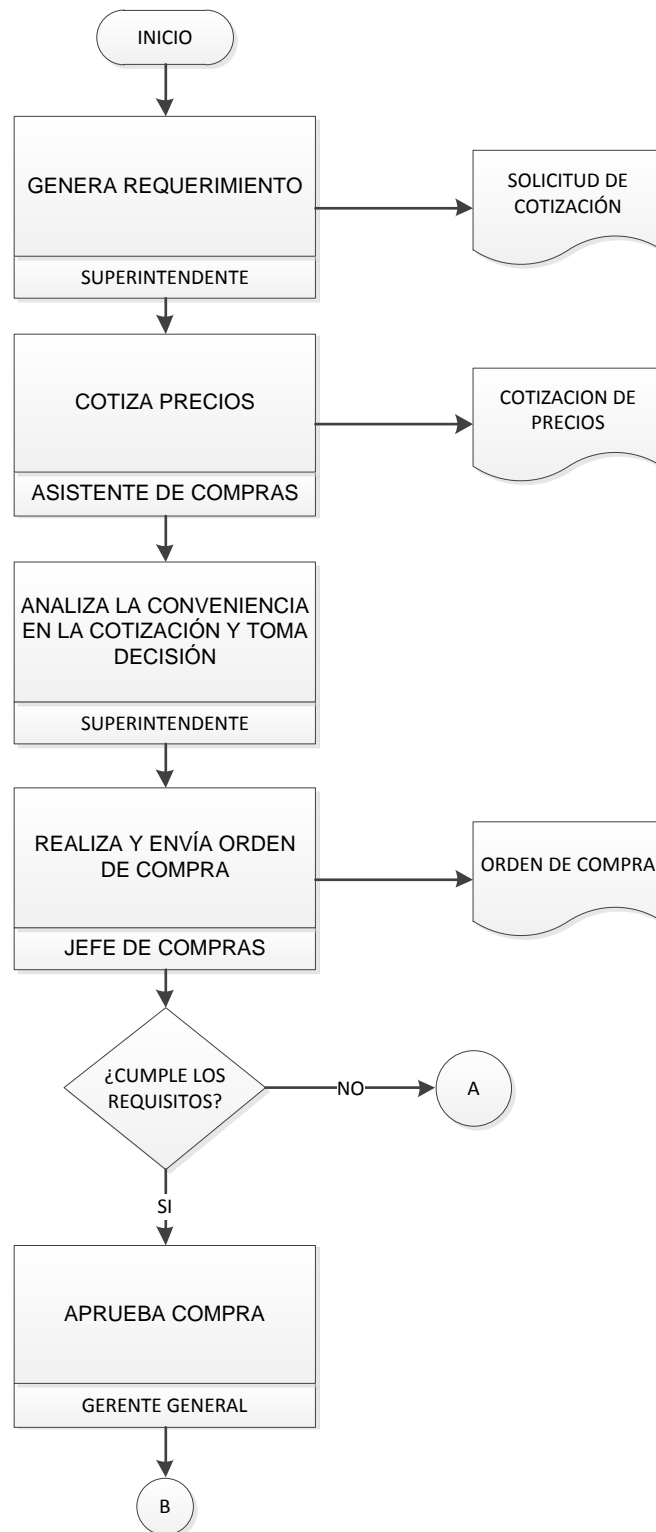 INICIO
GENERA REQUERIMIENTO
SUPERINTENDENTE
SOLICITUD DE
COTIZACIÓN
COTIZA PRECIOS
ASISTENTE DE COMPRAS
COTIZACION DE
PRECIOS
ANALIZA LA CONVENIENCIA
EN LA COTIZACIÓN Y TOMA
DECISIÓN
SUPERINTENDENTE
REALIZA Y ENVÍA ORDEN
DE COMPRA
JEFE DE COMPRAS
ORDEN DE COMPRA
¿CUMPLE LOS
REQUISITOS?
NO
A
SI
APRUEBA COMPRA
GERENTE GENERAL
B